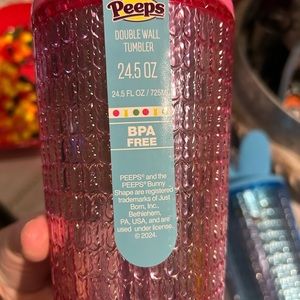 Peeps
DOUBLE WALL
TUMBLER
24.5 OZ
24.5 FL OZ / 725M
BPA
FREE
PEEPS® and the
PEEPS® Bunny
Shape are registered
trademarks of Just
Born, Inc.,
Bethlehem,
PA, USA, and are
used under license.
© 2024.